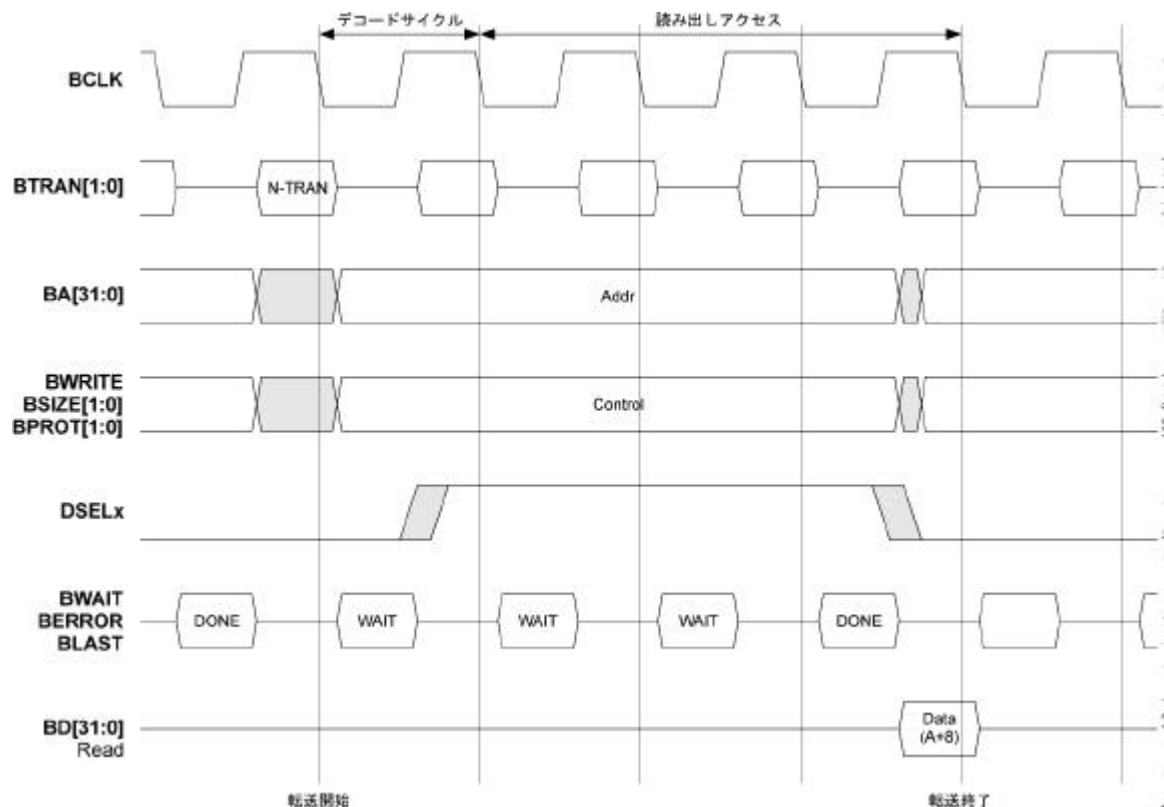 デコードサイクル 読み出しアクセス
BCLK
BTRAN[1:0] N-TRAN
BA[31:0] Addr
BWRITE
BSIZE[1:0] Control
BPROT[1:0]
DSELx
BWAIT
BERROR DONE WAIT WAIT WAIT DONE
BLAST
BD[31:0] Data
Read (A+8)
転送開始 転送終了